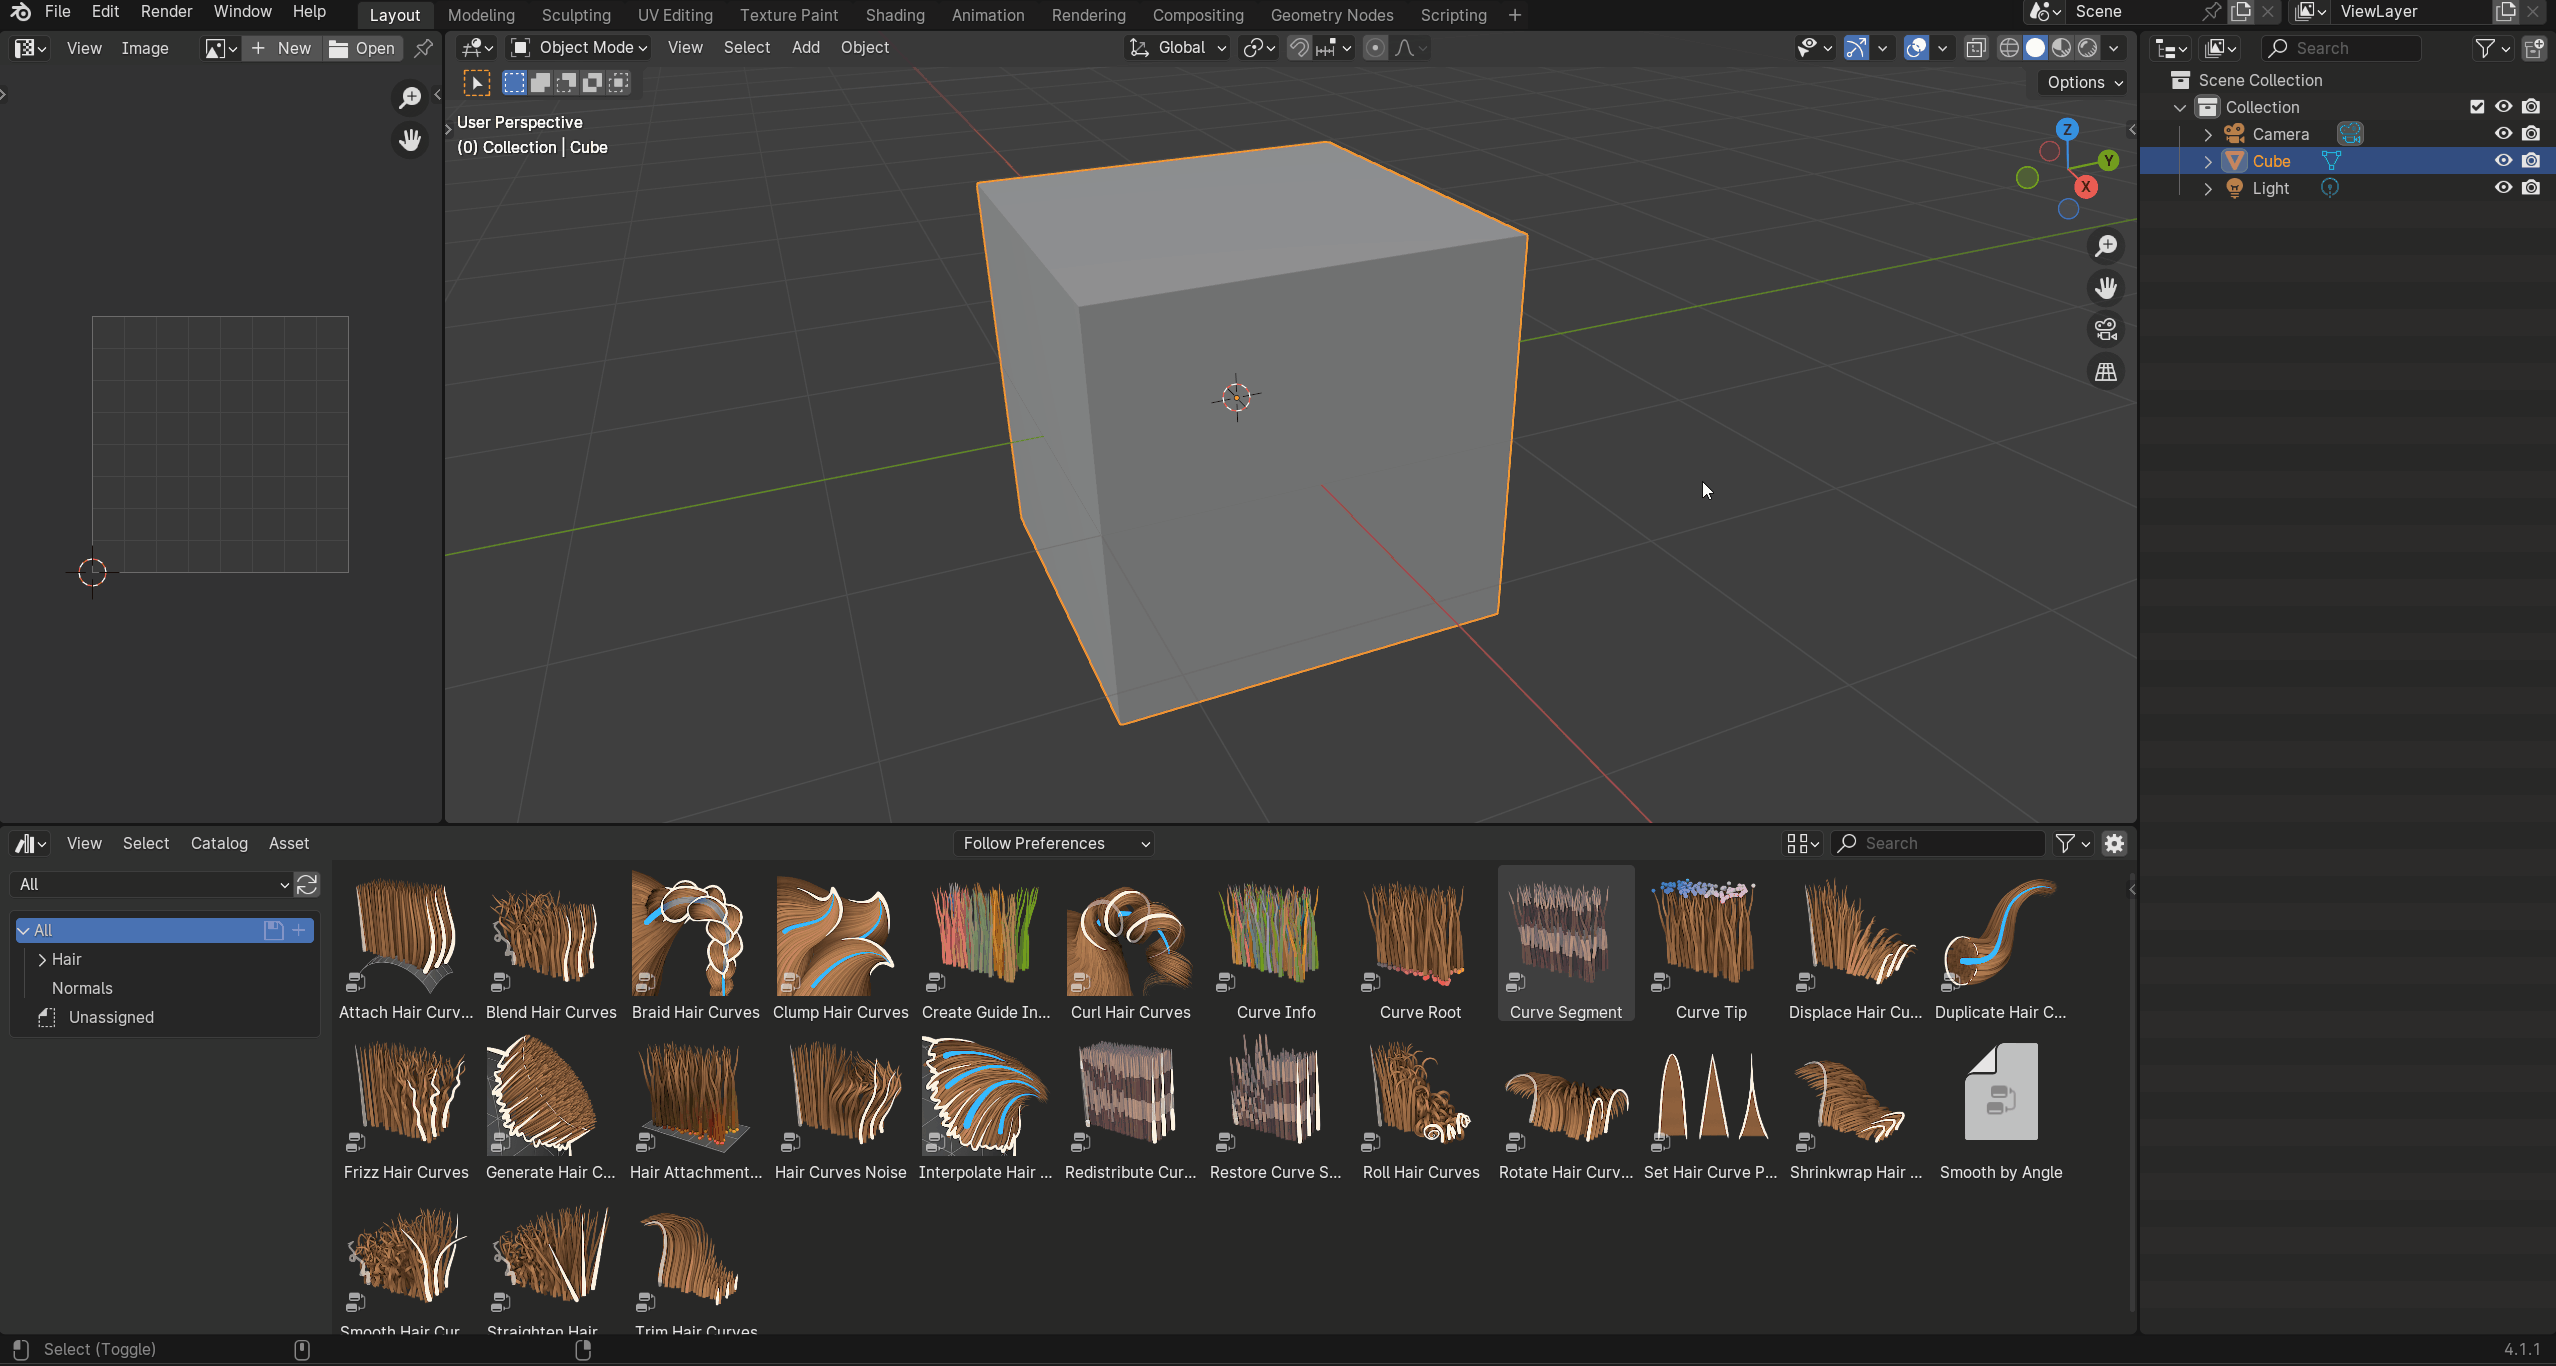 File Edit Render Window Help Layout Modeling Sculpting UV Editing Texture Paint Shading Animation Rendering Compositing Geometry Nodes Scripting Scene ViewLayer
View Image New Open Object Mode View Select Add Object Global Search
Options
Scene Collection
Collection
Camera
Cube
Light
User Perspective
(0) Collection | Cube
Z
Y
X
View Select Catalog Asset Follow Preferences Search
All
All
Hair
Normals
Unassigned
Attach Hair Curv... Blend Hair Curves Braid Hair Curves Clump Hair Curves Create Guide In... Curl Hair Curves Curve Info Curve Root Curve Segment Curve Tip Displace Hair Cu... Duplicate Hair C...
Frizz Hair Curves Generate Hair C... Hair Attachment... Hair Curves Noise Interpolate Hair ... Redistribute Cur... Restore Curve S... Roll Hair Curves Rotate Hair Curv... Set Hair Curve P... Shrinkwrap Hair ... Smooth by Angle
Smooth Hair Cur Straighten Hair Trim Hair Curves
Select (Toggle) 4.1.1